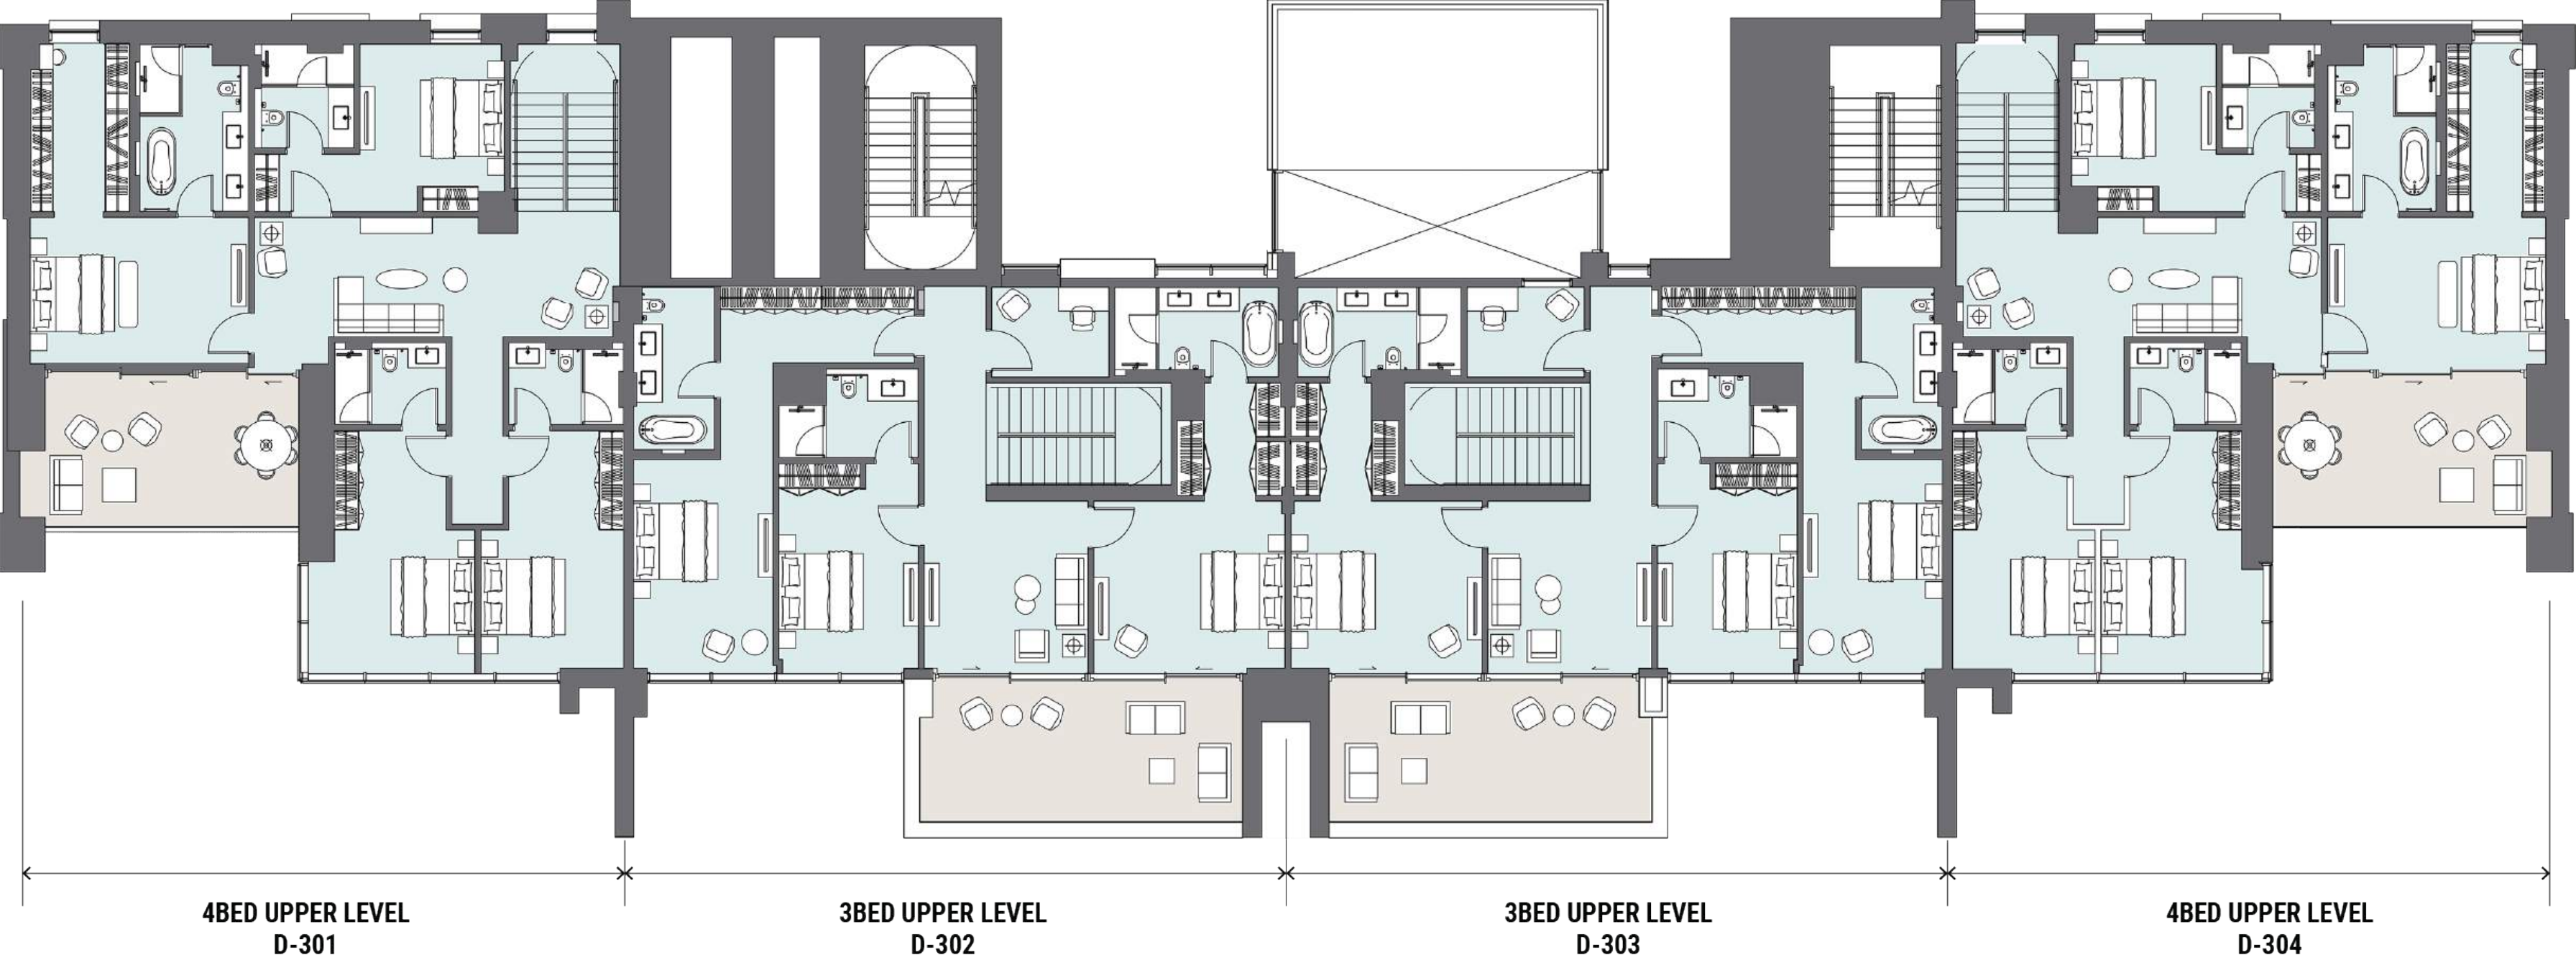 4BED UPPER LEVEL
D-301
3BED UPPER LEVEL
D-302
3BED UPPER LEVEL
D-303
4BED UPPER LEVEL
D-304